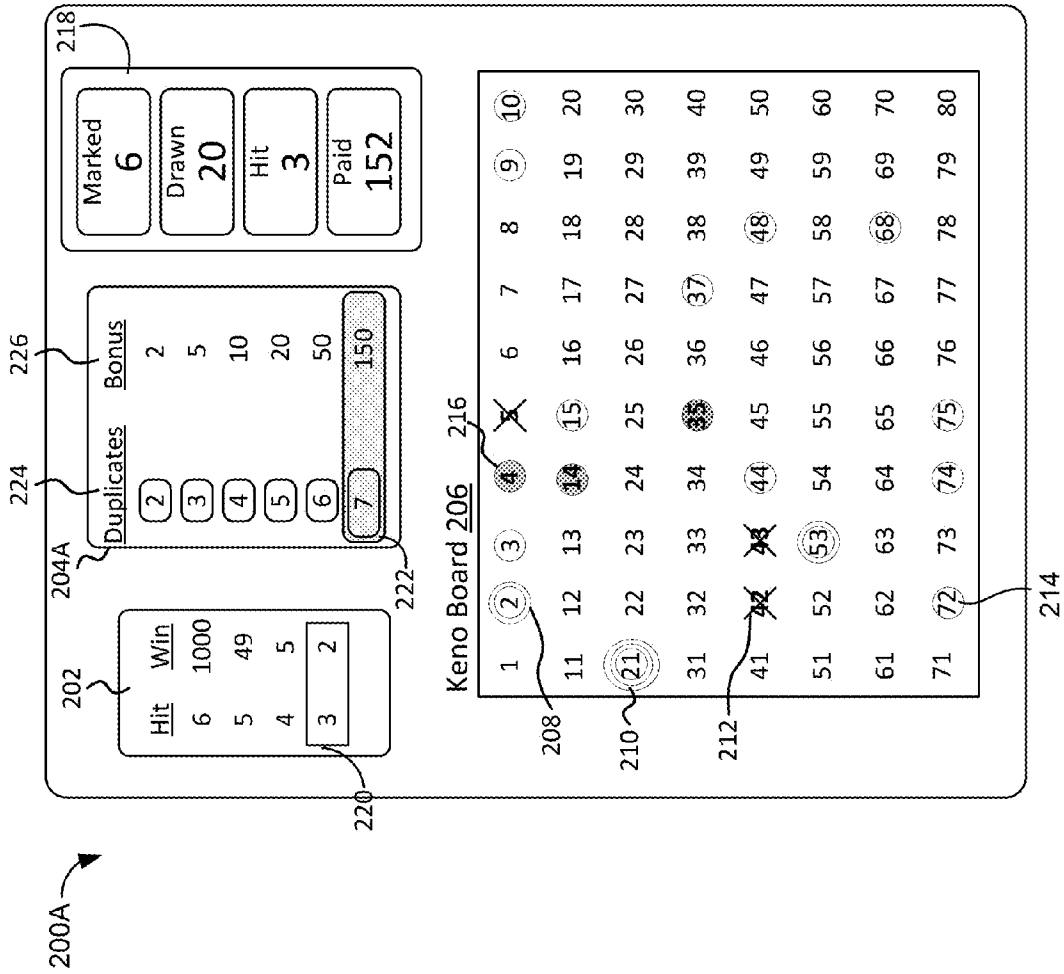 200A
202
204A
224
226
218
Hit Win
6 1000
5 49
4 5
3 2
220
Duplicates Bonus
2 2
3 5
4 10
5 20
6 50
7 150
222
Marked
6
Drawn
20
Hit
3
Paid
152
Keno Board 206
216
1 2 3 4 5 6 7 8 9 10
11 12 13 14 15 16 17 18 19 20
21 22 23 24 25 26 27 28 29 30
31 32 33 34 35 36 37 38 39 40
41 42 43 44 45 46 47 48 49 50
51 52 53 54 55 56 57 58 59 60
61 62 63 64 65 66 67 68 69 70
71 72 73 74 75 76 77 78 79 80
208
210
212
214